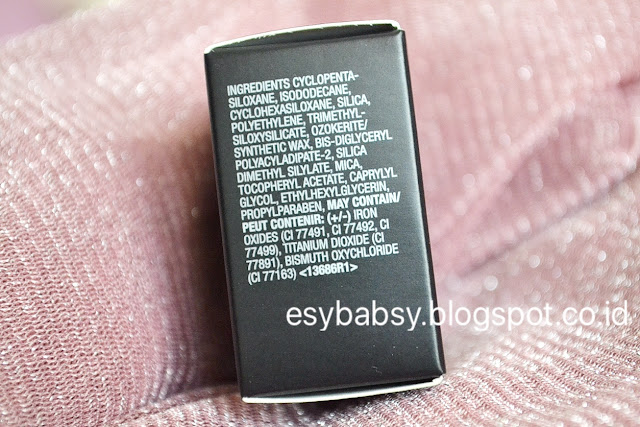 INGREDIENTS CYCLOPENTA-
SILOXANE, ISODODECANE,
CYCLOHEXASILOXANE, SILICA,
POLYETHYLENE, TRIMETHYL-
SILOXYSILICATE, OZOKERITE/
SYNTHETIC WAX, BIS-DIGLYCERYL
POLYACYLADIPATE-2, SILICA
DIMETHYL SILYLATE, MICA,
TOCOPHERYL ACETATE, CAPRYLYL
GLYCOL, ETHYLHEXYLGLYCERIN,
PROPYLPARABEN, MAY CONTAIN/
PEUT CONTENIR: (+/-) IRON
OXIDES (CI 77491, CI 77492, CI
77499), TITANIUM DIOXIDE (CI
77891), BISMUTH OXYCHLORIDE
(CI 77163) <13686R1>
esybabsy.blogspot.co.id